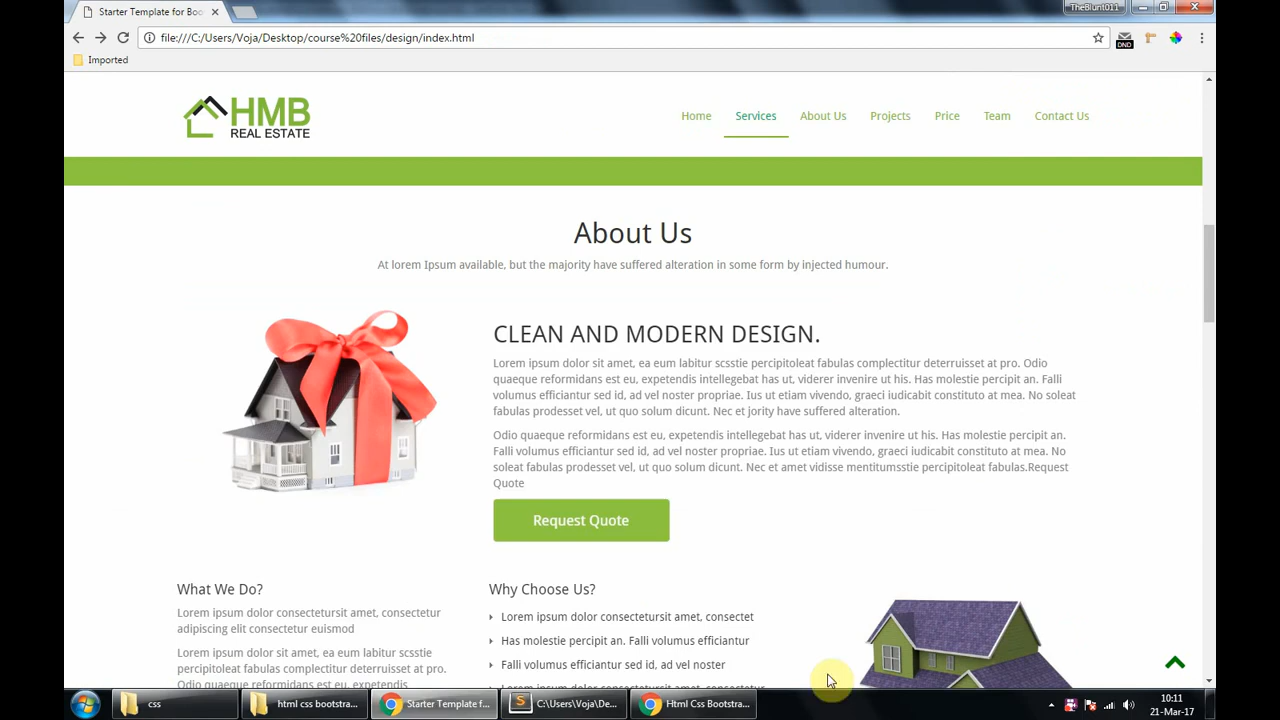 Starter Template for Boo
TheBlunt011
file:///C:/Users/Voja/Desktop/course%20files/design/index.html
DND
Imported
HMB
REAL ESTATE
Home Services About Us Projects Price Team Contact Us
About Us
At lorem Ipsum available, but the majority have suffered alteration in some form by injected humour.
CLEAN AND MODERN DESIGN.
Lorem ipsum dolor sit amet, ea eum labitur scsstie percipitoleat fabulas complectitur deterruisset at pro. Odio
quaeque reformidans est eu, expetendis intellegebat has ut, viderer invenire ut his. Has molestie percipit an. Falli
volumus efficiantur sed id, ad vel noster propriae. Ius ut etiam vivendo, graeci iudicabit constituto at mea. No soleat
fabulas prodesset vel, ut quo solum dicunt. Nec et jority have suffered alteration.
Odio quaeque reformidans est eu, expetendis intellegebat has ut, viderer invenire ut his. Has molestie percipit an.
Falli volumus efficiantur sed id, ad vel noster propriae. Ius ut etiam vivendo, graeci iudicabit constituto at mea. No
soleat fabulas prodesset vel, ut quo solum dicunt. Nec et amet vidisse mentitumsstie percipitoleat fabulas.Request
Quote
Request Quote
What We Do?
Lorem ipsum dolor consectetursit amet, consectetur
adipiscing elit consectetur euismod
Lorem ipsum dolor consectetursit amet, sed do
percipitoleat fabulas complectitur deterruisset at pro.
Why Choose Us?
Lorem ipsum dolor consectetursit amet, consectet
Has molestie percipit an. Falli volumus efficiantur
Falli volumus efficiantur sed id, ad vel noster
css
html css bootstra...
Starter Template f...
C:\Users\Voja\De...
Html Css Bootstra...
10:11
21-Mar-17